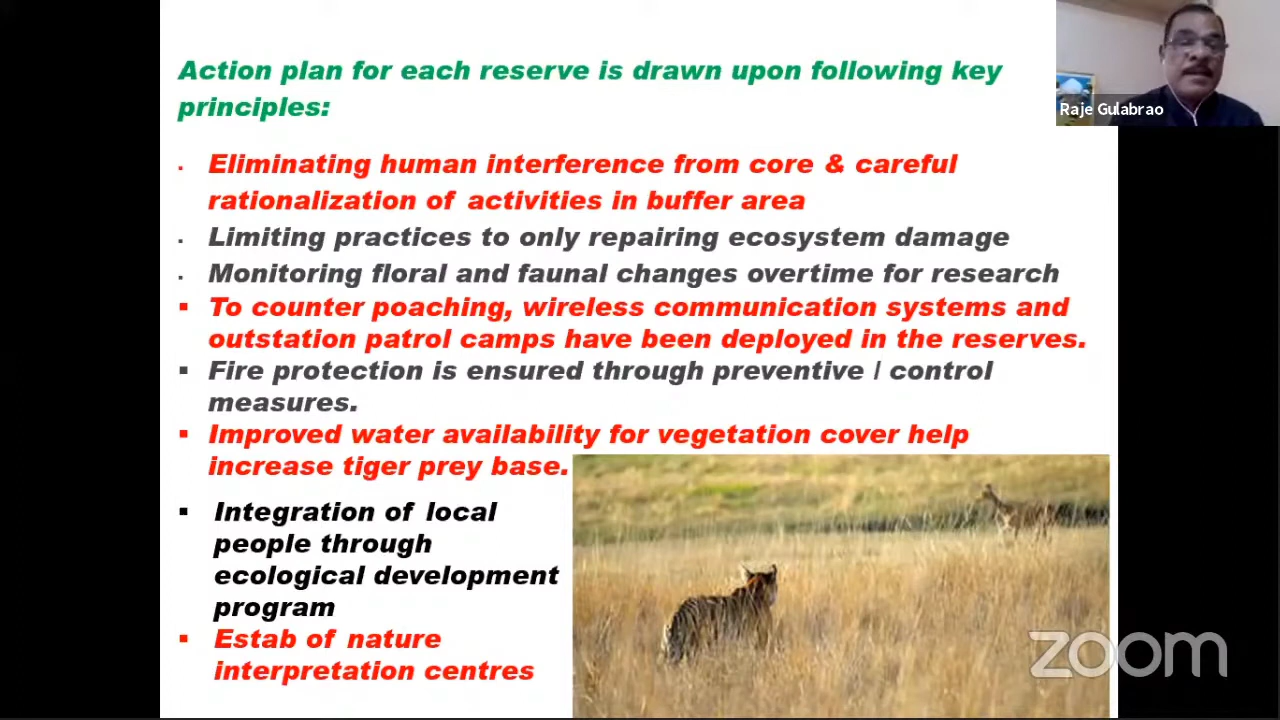 Action plan for each reserve is drawn upon following key
principles:
Eliminating human interference from core & careful
rationalization of activities in buffer area
Limiting practices to only repairing ecosystem damage
Monitoring floral and faunal changes overtime for research
To counter poaching, wireless communication systems and
outstation patrol camps have been deployed in the reserves.
Fire protection is ensured through preventive / control
measures.
Improved water availability for vegetation cover help
increase tiger prey base.
Integration of local
people through
ecological development
program
Estab of nature
interpretation centres
Raje Gulabrao
zoom